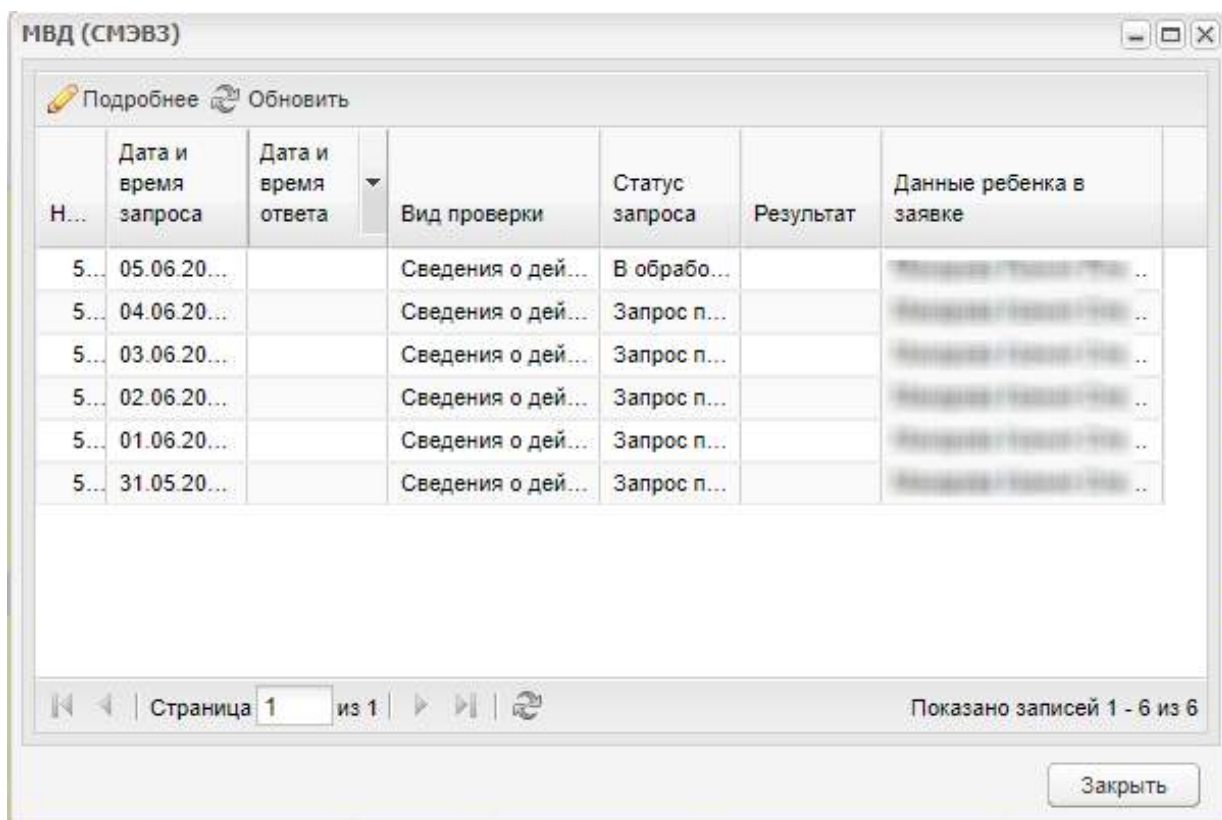 МВД (СМЭВ3)
Подробнее Обновить
Н... Дата и время запроса Дата и время ответа Вид проверки Статус запроса Результат Данные ребенка в заявке
5... 05.06.20... Сведения о дей... В обрабо... ...
5... 04.06.20... Сведения о дей... Запрос п... ...
5... 03.06.20... Сведения о дей... Запрос п... ...
5... 02.06.20... Сведения о дей... Запрос п... ...
5... 01.06.20... Сведения о дей... Запрос п... ...
5... 31.05.20... Сведения о дей... Запрос п... ...
Страница 1 из 1 Показано записей 1 - 6 из 6
Закрыть